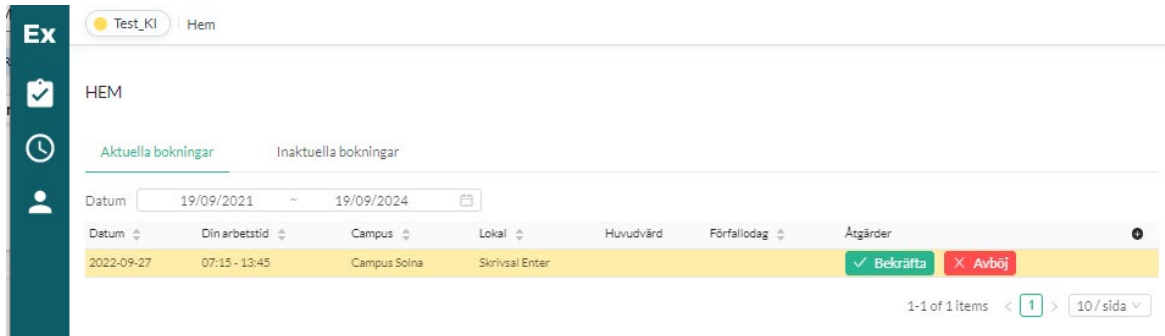 Ex
Test_KI Hem
HEM
Aktuella bokningar Inaktuella bokningar
Datum 19/09/2021 ~ 19/09/2024
Datum Din arbetstid Campus Lokal Huvudvärd Förfallodag Åtgärder
2022-09-27 07:15 - 13:45 Campus Solna Skrivsal Enter Bekräfta Avböj
1-1 of 1 items < 1 > 10 / sida